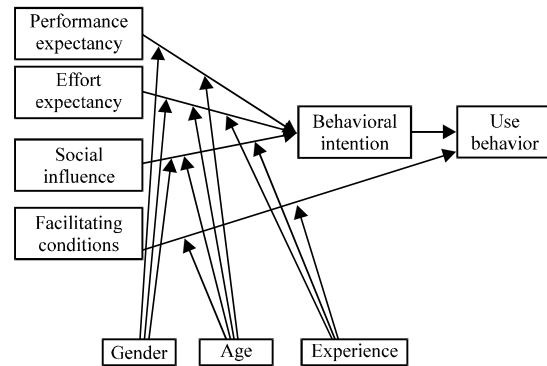 Performance
expectancy
Effort
expectancy
Social
influence
Facilitating
conditions
Behavioral
intention
Use
behavior
Gender
Age
Experience